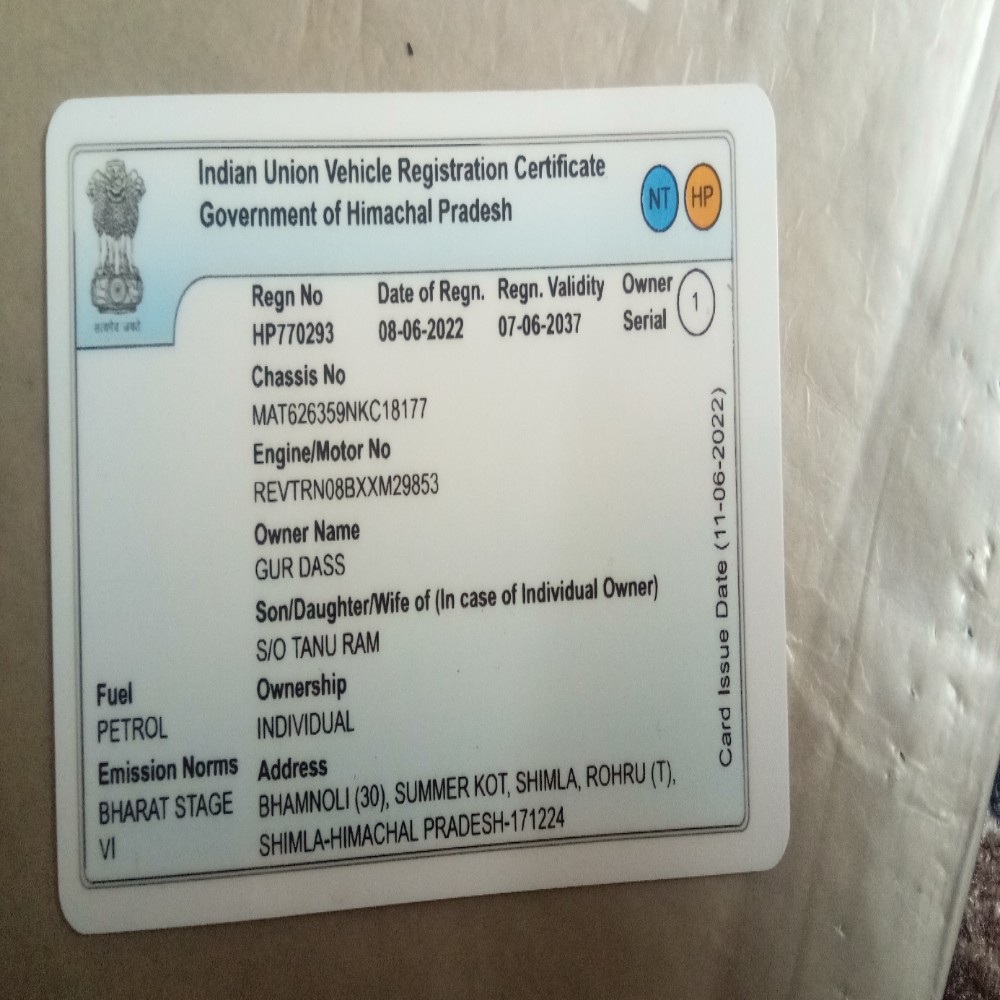 Indian Union Vehicle Registration Certificate
Government of Himachal Pradesh
NT HP
Regn No Date of Regn. Regn. Validity Owner Serial 1
HP770293 08-06-2022 07-06-2037
Chassis No
MAT626359NKC18177
Engine/Motor No
REVTRN08BXXM29853
Owner Name
GUR DASS
Son/Daughter/Wife of (In case of Individual Owner)
S/O TANU RAM
Fuel
PETROL
Ownership
INDIVIDUAL
Emission Norms
BHARAT STAGE
VI
Address
BHAMNOLI (30), SUMMER KOT, SHIMLA, ROHRU (T),
SHIMLA-HIMACHAL PRADESH-171224
Card Issue Date (11-06-2022)